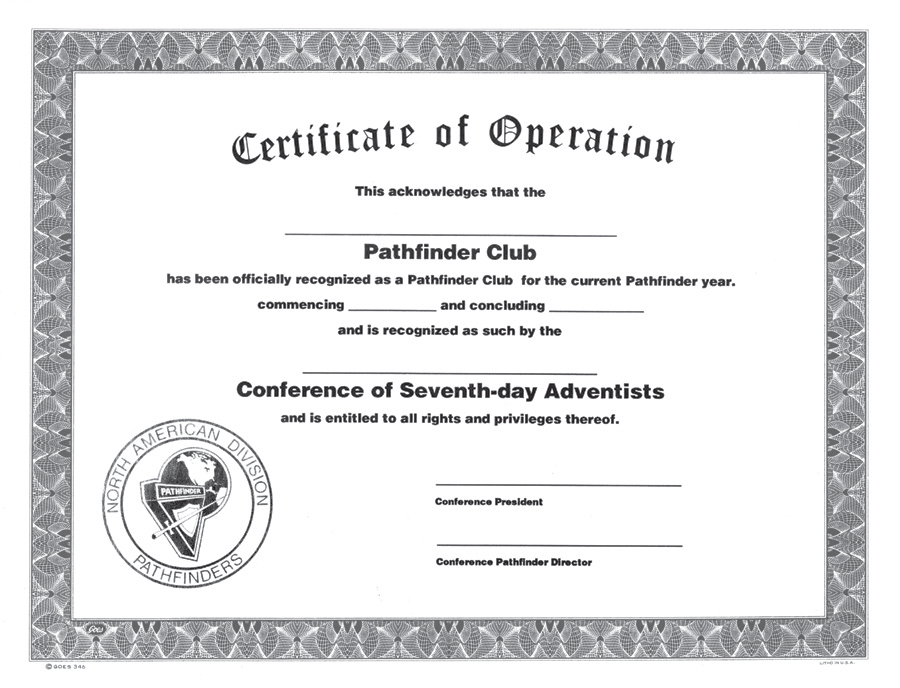 Certificate of Operation
This acknowledges that the
Pathfinder Club
has been officially recognized as a Pathfinder Club for the current Pathfinder year.
commencing __________ and concluding __________
and is recognized as such by the
Conference of Seventh-day Adventists
and is entitled to all rights and privileges thereof.
NORTH AMERICAN DIVISION
PATHFINDER
PATHFINDERS
Conference President
Conference Pathfinder Director
Goes
© GOES 346
LITHO IN U.S.A.